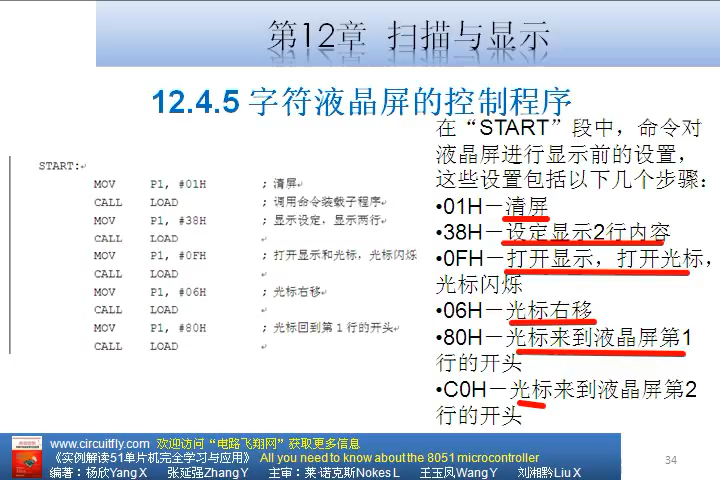 第12章 扫描与显示
12.4.5 字符液晶屏的控制程序
START:
MOV P1, #01H ; 清屏
CALL LOAD ; 调用命令装载子程序
MOV P1, #38H ; 显示设定，显示两行
CALL LOAD
MOV P1, #0FH ; 打开显示和光标，光标闪烁
CALL LOAD
MOV P1, #06H ; 光标右移
CALL LOAD
MOV P1, #80H ; 光标回到第 1 行的开头
CALL LOAD
在“START”段中，命令对
液晶屏进行显示前的设置，
这些设置包括以下几个步骤：
•01H－清屏
•38H－设定显示2行内容
•0FH－打开显示，打开光标，
光标闪烁
•06H－光标右移
•80H－光标来到液晶屏第1
行的开头
•C0H－光标来到液晶屏第2
行的开头
www.circuitfly.com 欢迎访问“电路飞翔网”获取更多信息
《实例解读51单片机完全学习与应用》 All you need to know about the 8051 microcontroller
编著：杨欣Yang X 张延强Zhang Y 主审：莱·诺克斯Nokes L 王玉凤Wang Y 刘湘黔Liu X
34